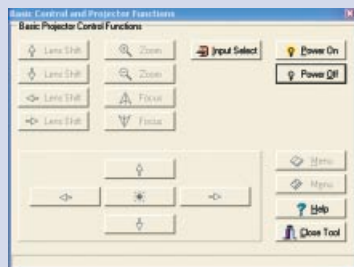 Basic Control and Projector Functions
Basic Projector Control Functions
Lens Shift
Zoom
Input Select
Power On
Lens Shift
Zoom
Power Off
Lens Shift
Focus
Lens Shift
Focus
Menu
Menu
Help
Close Tool